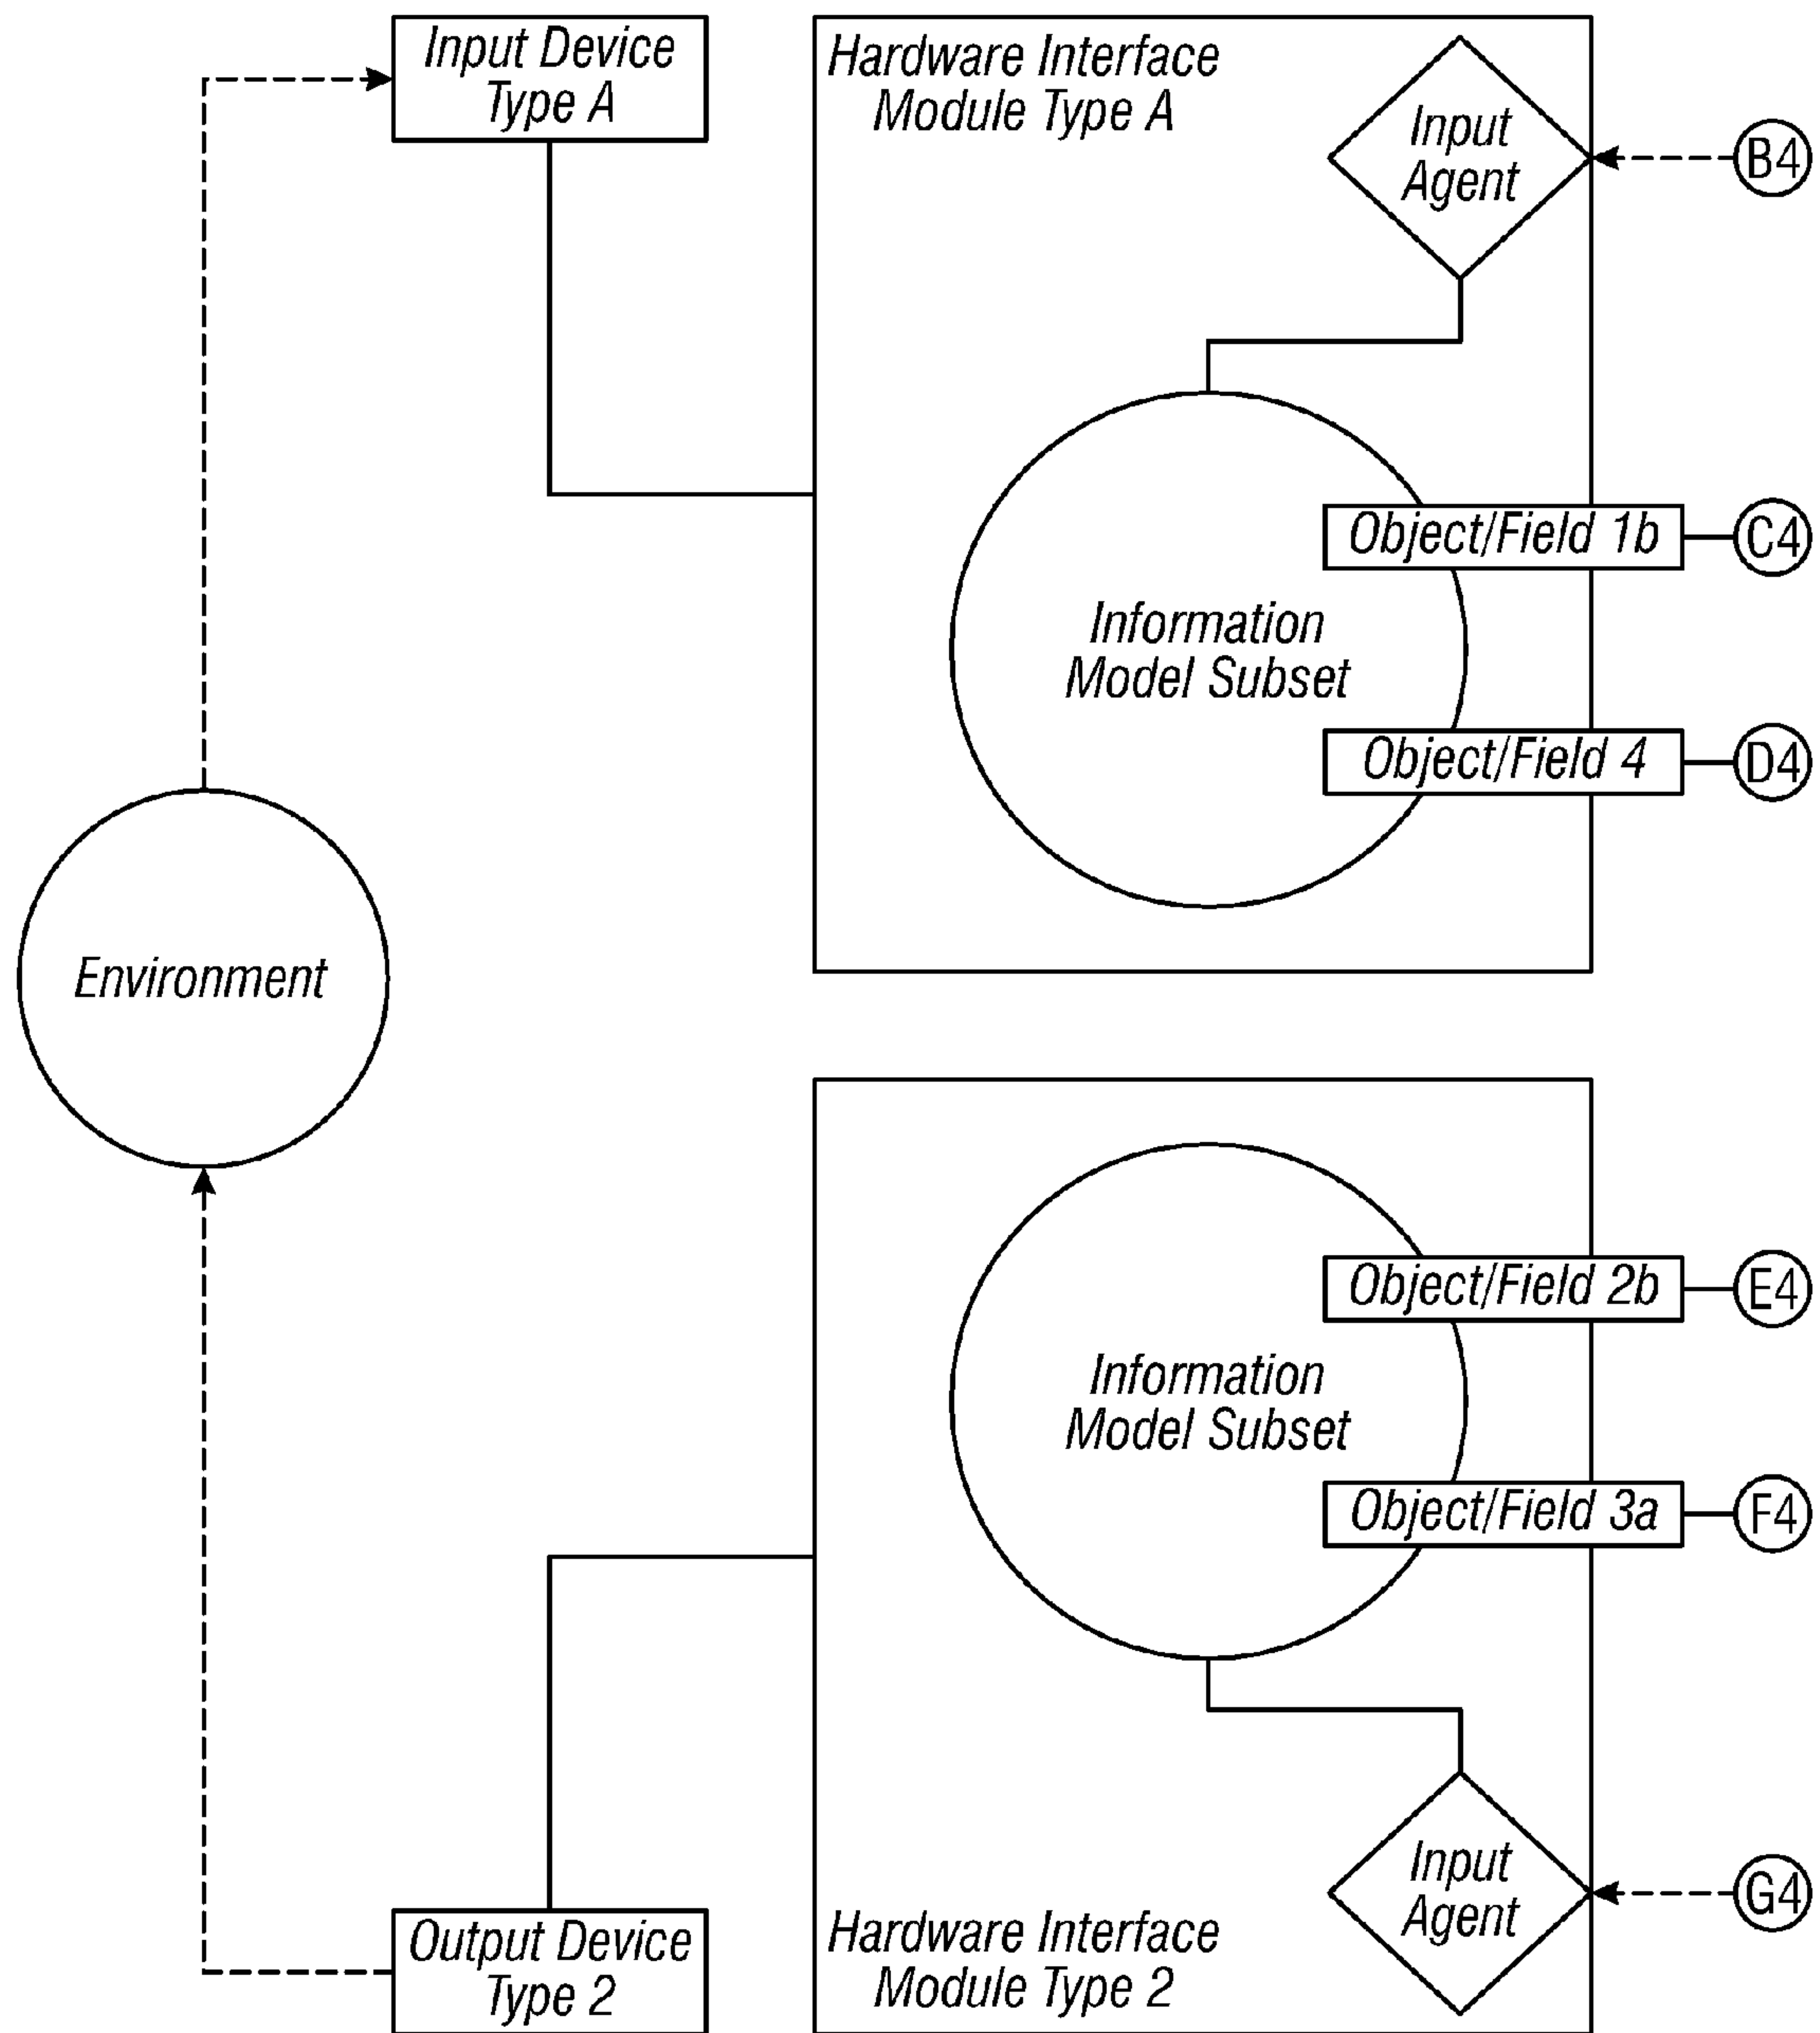 Input Device
Type A
Hardware Interface
Module Type A
Input
Agent
B4
Object/Field 1b
C4
Information
Model Subset
Object/Field 4
D4
Environment
Object/Field 2b
E4
Information
Model Subset
Object/Field 3a
F4
Input
Agent
G4
Output Device
Type 2
Hardware Interface
Module Type 2